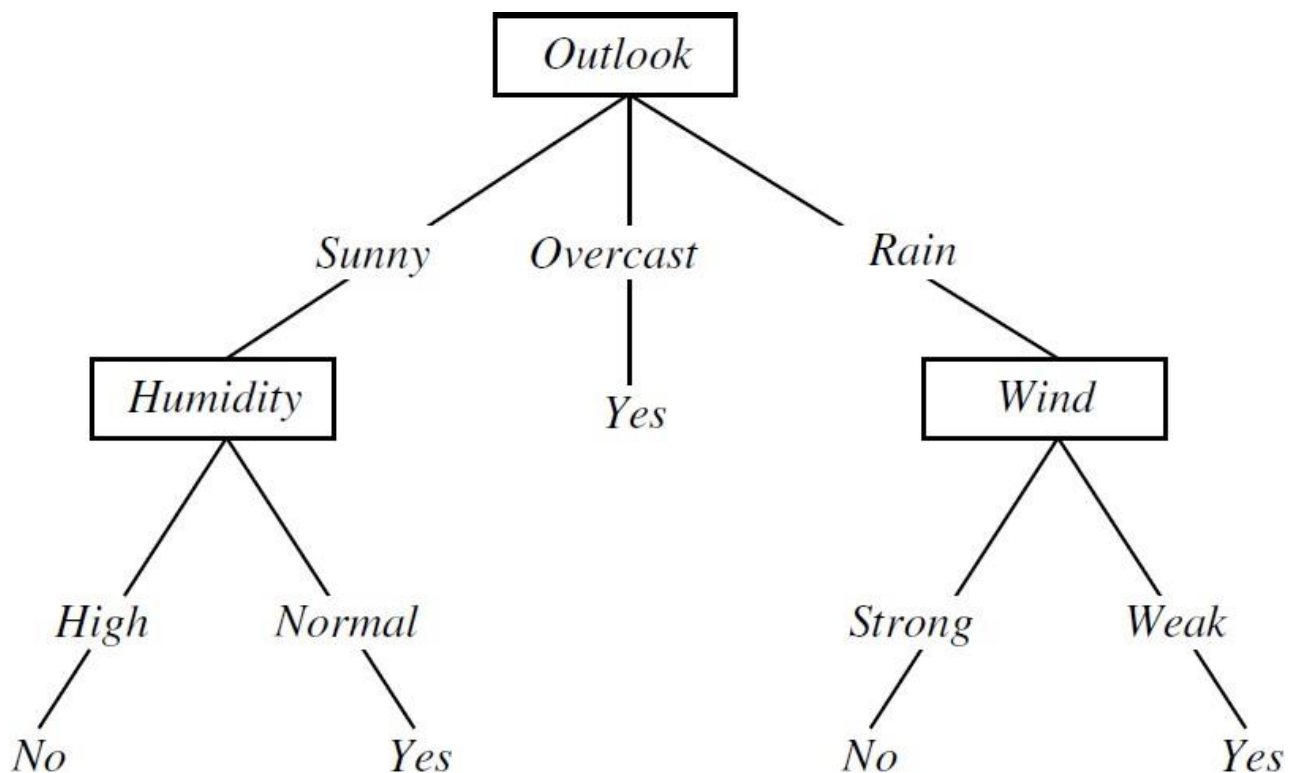 Outlook
Sunny Overcast Rain
Humidity Yes Wind
High Normal Strong Weak
No Yes No Yes